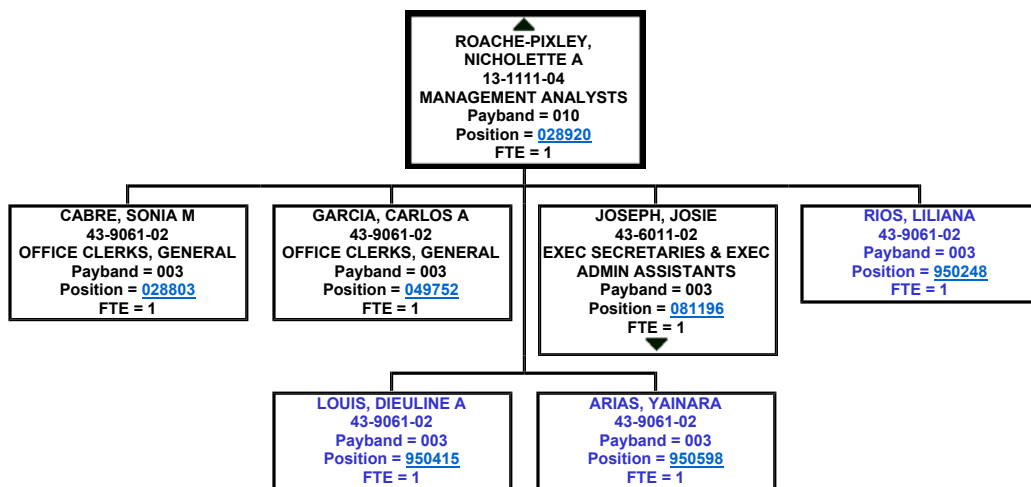 ROACHE-PIXLEY,
NICHOLETTE A
13-1111-04
MANAGEMENT ANALYSTS
Payband = 010
Position = 028920
FTE = 1
CABRE, SONIA M
43-9061-02
OFFICE CLERKS, GENERAL
Payband = 003
Position = 028803
FTE = 1
GARCIA, CARLOS A
43-9061-02
OFFICE CLERKS, GENERAL
Payband = 003
Position = 049752
FTE = 1
JOSEPH, JOSIE
43-6011-02
EXEC SECRETARIES & EXEC
ADMIN ASSISTANTS
Payband = 003
Position = 081196
FTE = 1
RIOS, LILIANA
43-9061-02
Payband = 003
Position = 950248
FTE = 1
LOUIS, DIEULINE A
43-9061-02
Payband = 003
Position = 950415
FTE = 1
ARIAS, YAINARA
43-9061-02
Payband = 003
Position = 950598
FTE = 1